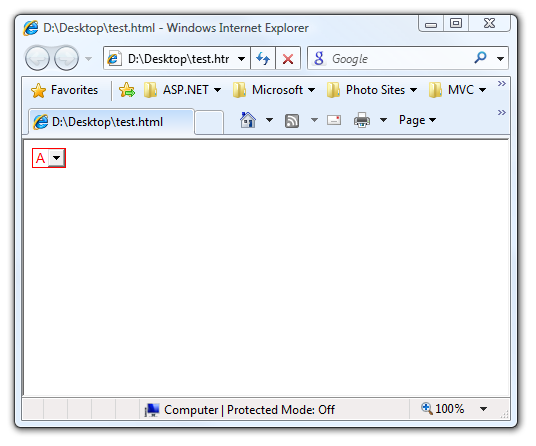 D:\Desktop\test.html - Windows Internet Explorer
D:\Desktop\test.htr
Google
Favorites ASP.NET Microsoft Photo Sites MVC »
D:\Desktop\test.html Page »
A
Computer | Protected Mode: Off 100%